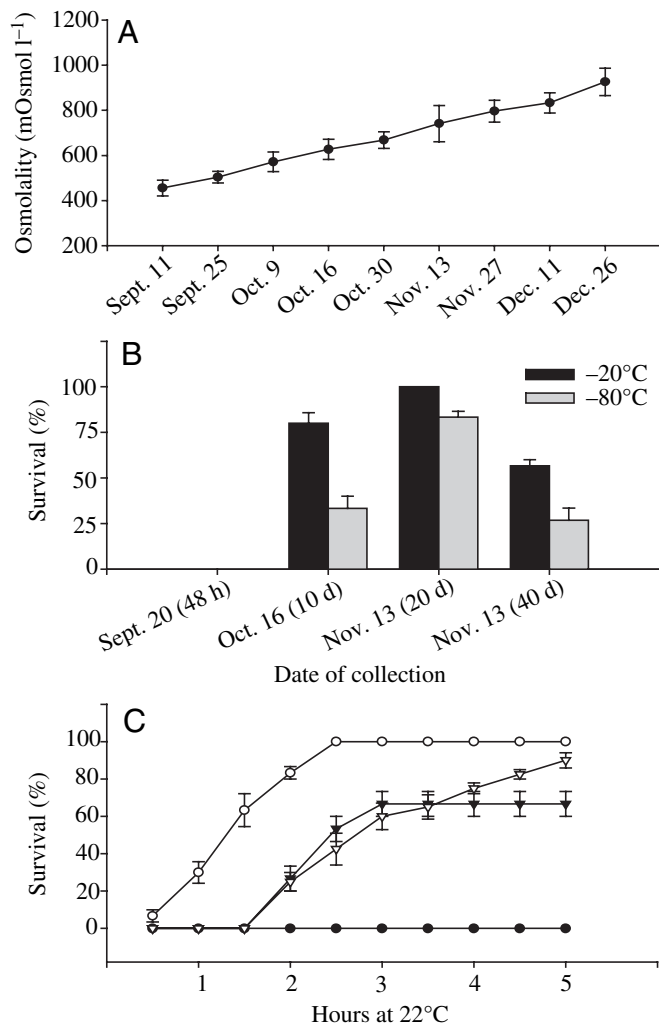 A
Osmolality (mOsmol l⁻¹)
1200
1000
800
600
400
200
Sept. 11
Sept. 25
Oct. 9
Oct. 16
Oct. 30
Nov. 13
Nov. 27
Dec. 11
Dec. 26
B
Survival (%)
100
75
50
25
0
–20°C
–80°C
Sept. 20 (48 h)
Oct. 16 (10 d)
Nov. 13 (20 d)
Nov. 13 (40 d)
Date of collection
C
Survival (%)
100
80
60
40
20
0
1
2
3
4
5
Hours at 22°C